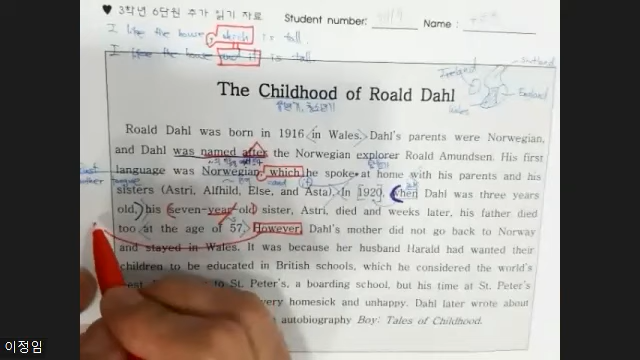 ♥ 3학년 6단원 추가 읽기 자료
Student number: Name :
I like the house, which is tall.
I like the house and it is tall.
Ireland
Scotland
England
Wales
The Childhood of Roald Dahl
Roald Dahl was born in 1916 in Wales. Dahl's parents were Norwegian,
and Dahl was named after the Norwegian explorer Roald Amundsen. His first
language was Norwegian, which he spoke at home with his parents and his
sisters (Astri, Alfhild, Else, and Asta). In 1920, when Dahl was three years
old, his seven-year-old sister, Astri, died and weeks later, his father died
too at the age of 57. However, Dahl's mother did not go back to Norway
and stayed in Wales. It was because her husband Harald had wanted their
children to be educated in British schools, which he considered the world's
to St. Peter's, a boarding school, but his time at St. Peter's
very homesick and unhappy. Dahl later wrote about
autobiography Boy: Tales of Childhood.
이정임